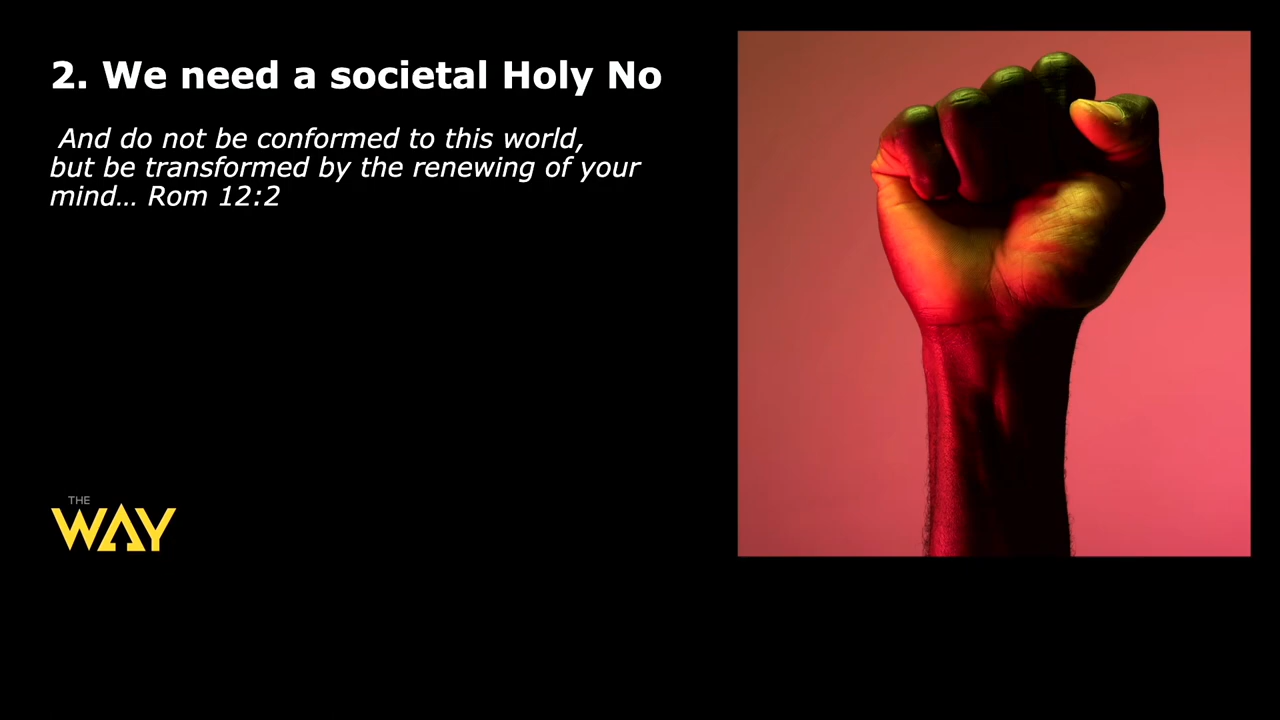 2. We need a societal Holy No
And do not be conformed to this world,
but be transformed by the renewing of your
mind… Rom 12:2
THE
WAY